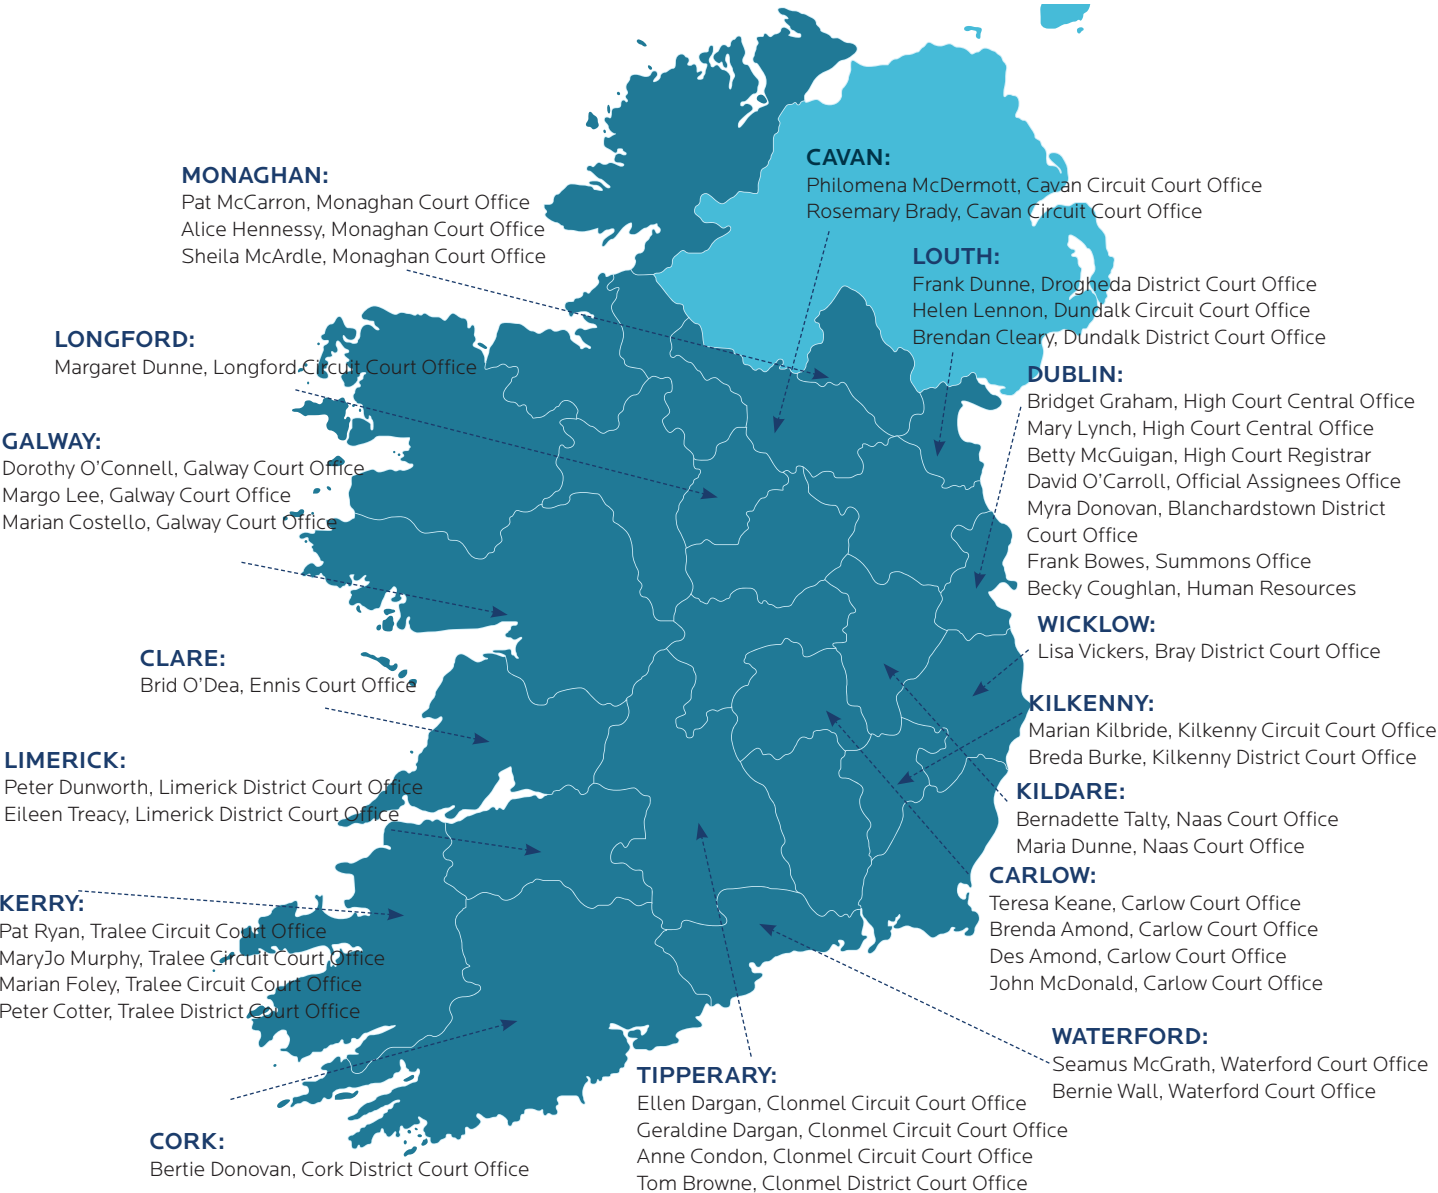 MONAGHAN:
Pat McCarron, Monaghan Court Office
Alice Hennessy, Monaghan Court Office
Sheila McArdle, Monaghan Court Office
CAVAN:
Philomena McDermott, Cavan Circuit Court Office
Rosemary Brady, Cavan Circuit Court Office
LOUTH:
Frank Dunne, Drogheda District Court Office
Helen Lennon, Dundalk Circuit Court Office
Brendan Cleary, Dundalk District Court Office
LONGFORD:
Margaret Dunne, Longford Circuit Court Office
DUBLIN:
Bridget Graham, High Court Central Office
Mary Lynch, High Court Central Office
Betty McGuigan, High Court Registrar
David O'Carroll, Official Assignees Office
Myra Donovan, Blanchardstown District
Court Office
Frank Bowes, Summons Office
Becky Coughlan, Human Resources
GALWAY:
Dorothy O'Connell, Galway Court Office
Margo Lee, Galway Court Office
Marian Costello, Galway Court Office
WICKLOW:
Lisa Vickers, Bray District Court Office
CLARE:
Brid O'Dea, Ennis Court Office
KILKENNY:
Marian Kilbride, Kilkenny Circuit Court Office
Breda Burke, Kilkenny District Court Office
LIMERICK:
Peter Dunworth, Limerick District Court Office
Eileen Treacy, Limerick District Court Office
KILDARE:
Bernadette Talty, Naas Court Office
Maria Dunne, Naas Court Office
CARLOW:
Teresa Keane, Carlow Court Office
Brenda Amond, Carlow Court Office
Des Amond, Carlow Court Office
John McDonald, Carlow Court Office
KERRY:
Pat Ryan, Tralee Circuit Court Office
MaryJo Murphy, Tralee Circuit Court Office
Marian Foley, Tralee Circuit Court Office
Peter Cotter, Tralee District Court Office
WATERFORD:
Seamus McGrath, Waterford Court Office
Bernie Wall, Waterford Court Office
TIPPERARY:
Ellen Dargan, Clonmel Circuit Court Office
Geraldine Dargan, Clonmel Circuit Court Office
Anne Condon, Clonmel Circuit Court Office
Tom Browne, Clonmel District Court Office
CORK:
Bertie Donovan, Cork District Court Office